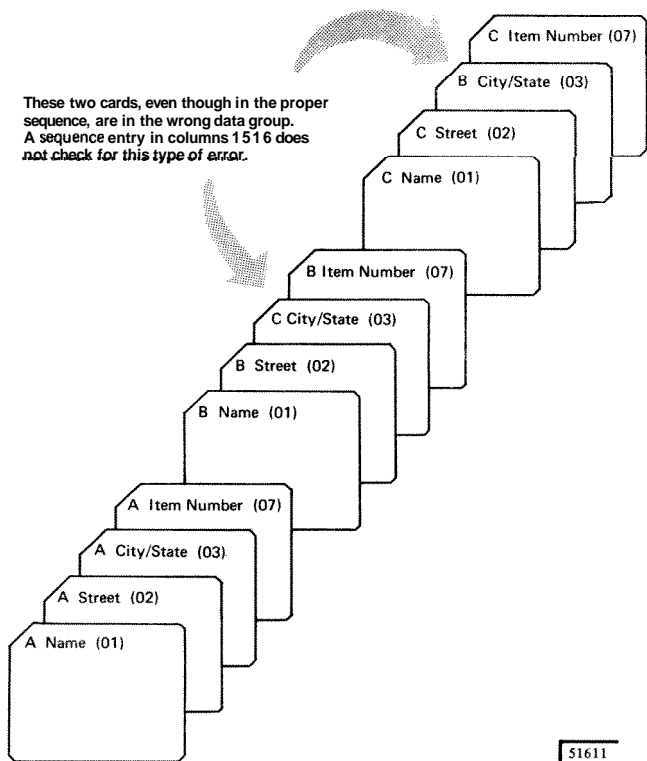 C Item Number (07)
B City/State (03)
C Street (02)
C Name (01)
These two cards, even though in the proper
sequence, are in the wrong data group.
A sequence entry in columns 1516 does
not check for this type of error.
B Item Number (07)
C City/State (03)
B Street (02)
B Name (01)
A Item Number (07)
A City/State (03)
A Street (02)
A Name (01)
51611